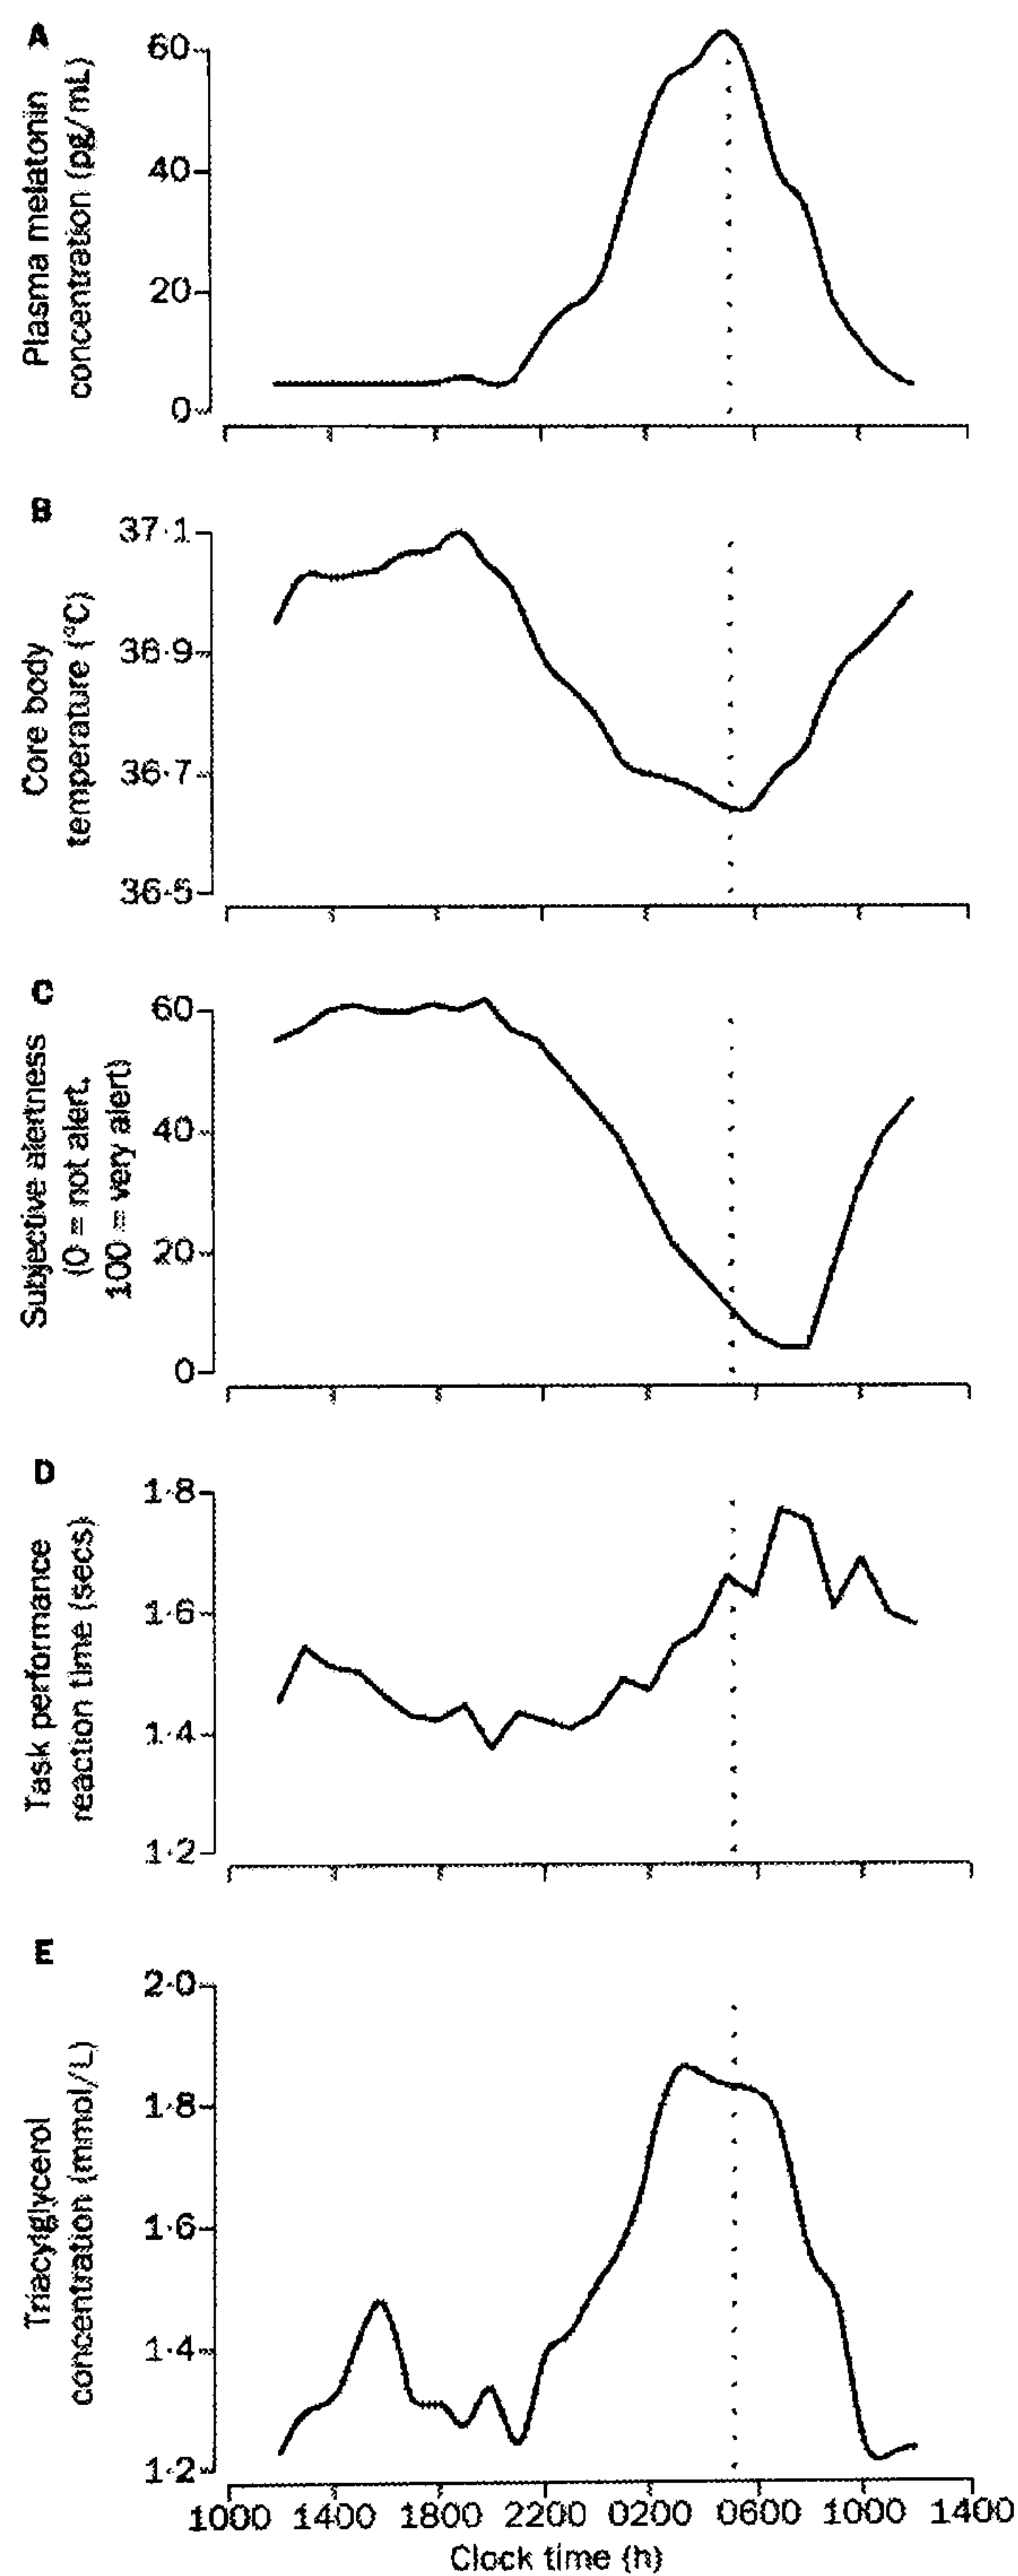 A
Plasma melatonin
concentration (pg/mL)
60
40
20
0
B
Core body
temperature (°C)
37·1
36·9
36·7
36·5
C
Subjective alertness
(0 = not alert,
100 = very alert)
60
40
20
0
D
Task performance
reaction time (secs)
1·8
1·6
1·4
1·2
E
Triacylglycerol
concentration (mmol/L)
2·0
1·8
1·6
1·4
1·2
1000 1400 1800 2200 0200 0600 1000 1400
Clock time (h)